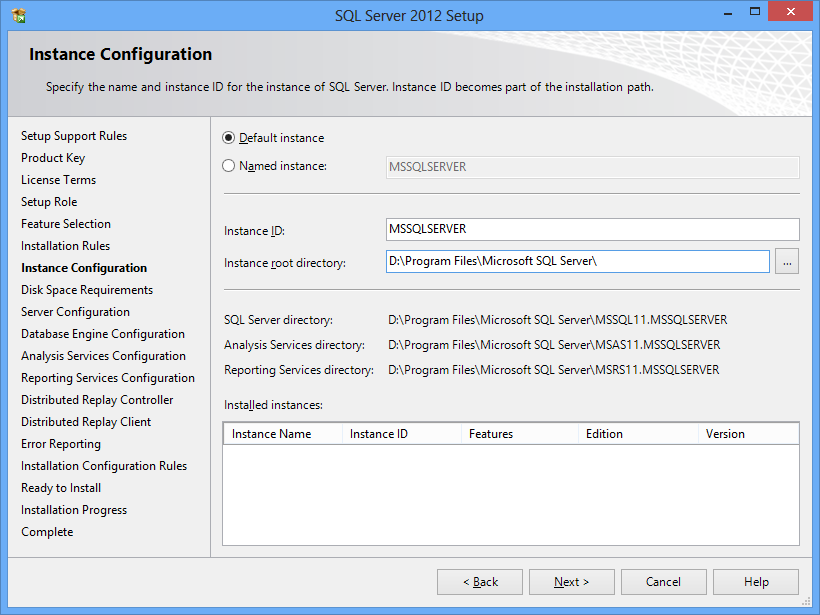 SQL Server 2012 Setup
Instance Configuration
Specify the name and instance ID for the instance of SQL Server. Instance ID becomes part of the installation path.
Setup Support Rules
Product Key
License Terms
Setup Role
Feature Selection
Installation Rules
Instance Configuration
Disk Space Requirements
Server Configuration
Database Engine Configuration
Analysis Services Configuration
Reporting Services Configuration
Distributed Replay Controller
Distributed Replay Client
Error Reporting
Installation Configuration Rules
Ready to Install
Installation Progress
Complete
Default instance
Named instance: MSSQLSERVER
Instance ID: MSSQLSERVER
Instance root directory: D:\Program Files\Microsoft SQL Server\ ...
SQL Server directory: D:\Program Files\Microsoft SQL Server\MSSQL11.MSSQLSERVER
Analysis Services directory: D:\Program Files\Microsoft SQL Server\MSAS11.MSSQLSERVER
Reporting Services directory: D:\Program Files\Microsoft SQL Server\MSRS11.MSSQLSERVER
Installed instances:
Instance Name Instance ID Features Edition Version
< Back Next > Cancel Help